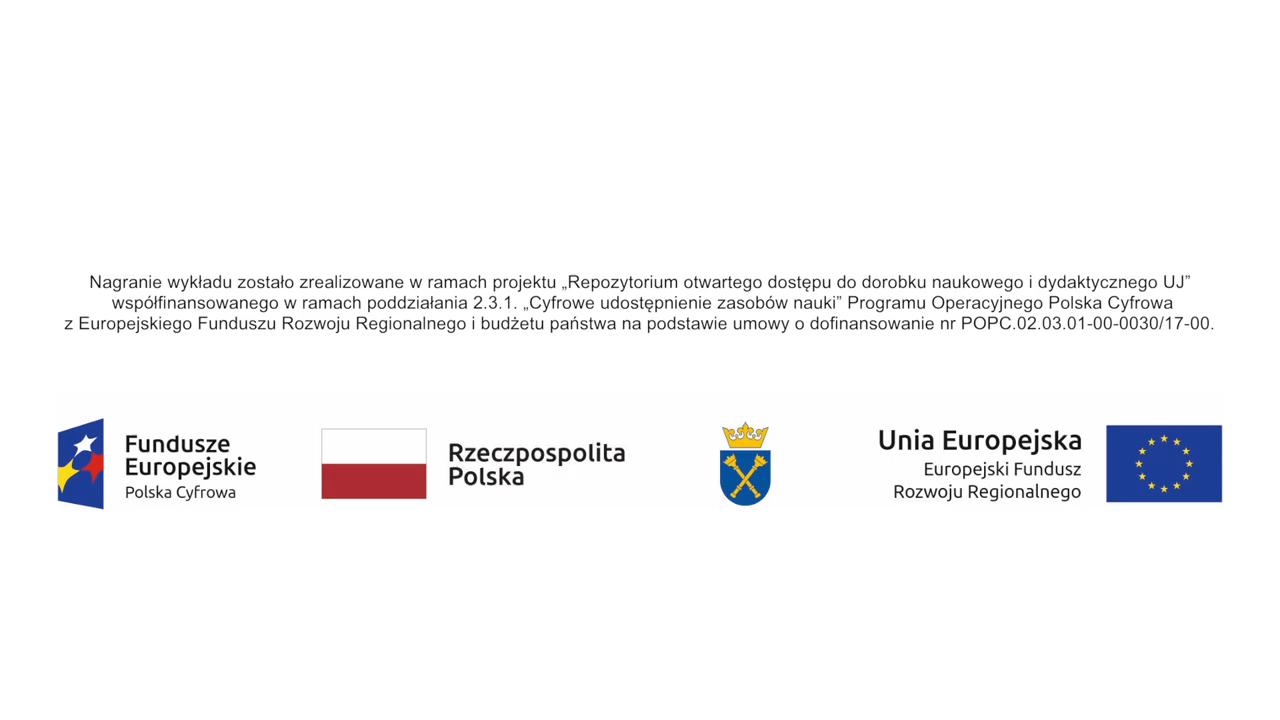 Nagranie wykładu zostało zrealizowane w ramach projektu „Repozytorium otwartego dostępu do dorobku naukowego i dydaktycznego UJ”
współfinansowanego w ramach poddziałania 2.3.1. „Cyfrowe udostępnienie zasobów nauki” Programu Operacyjnego Polska Cyfrowa
z Europejskiego Funduszu Rozwoju Regionalnego i budżetu państwa na podstawie umowy o dofinansowanie nr POPC.02.03.01-00-0030/17-00.
Fundusze
Europejskie
Polska Cyfrowa
Rzeczpospolita
Polska
Unia Europejska
Europejski Fundusz
Rozwoju Regionalnego